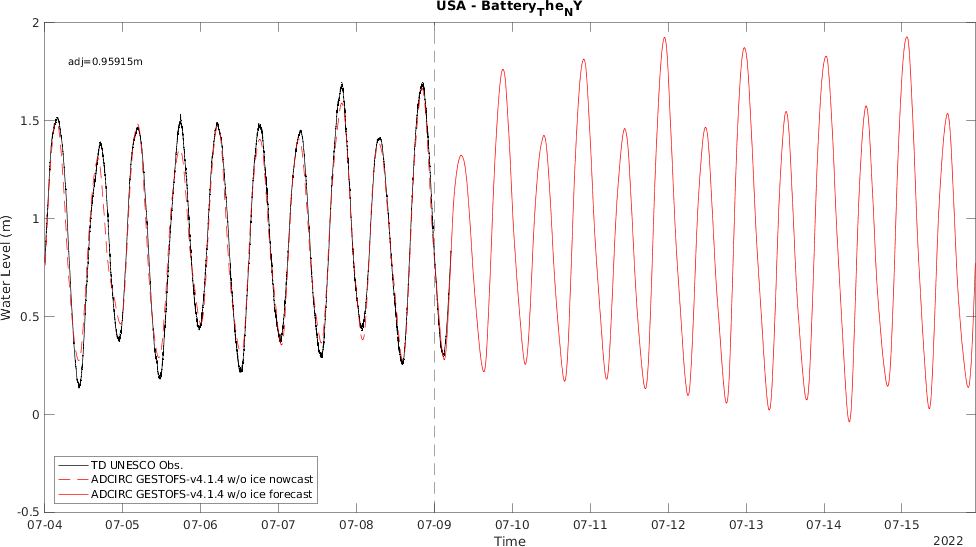 USA - Battery_The_NY
2
adj=0.95915m
1.5
1
Water Level (m)
0.5
0
TD UNESCO Obs.
ADCIRC GESTOFS-v4.1.4 w/o ice nowcast
ADCIRC GESTOFS-v4.1.4 w/o ice forecast
-0.5
07-04 07-05 07-06 07-07 07-08 07-09 07-10 07-11 07-12 07-13 07-14 07-15
Time
2022